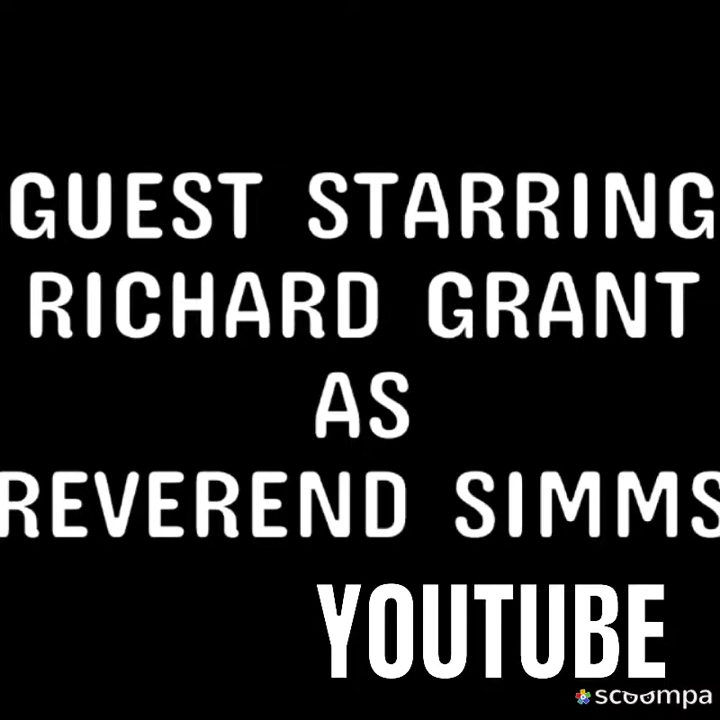 GUEST STARRING
RICHARD GRANT
AS
REVEREND SIMMS
YOUTUBE
scoompa